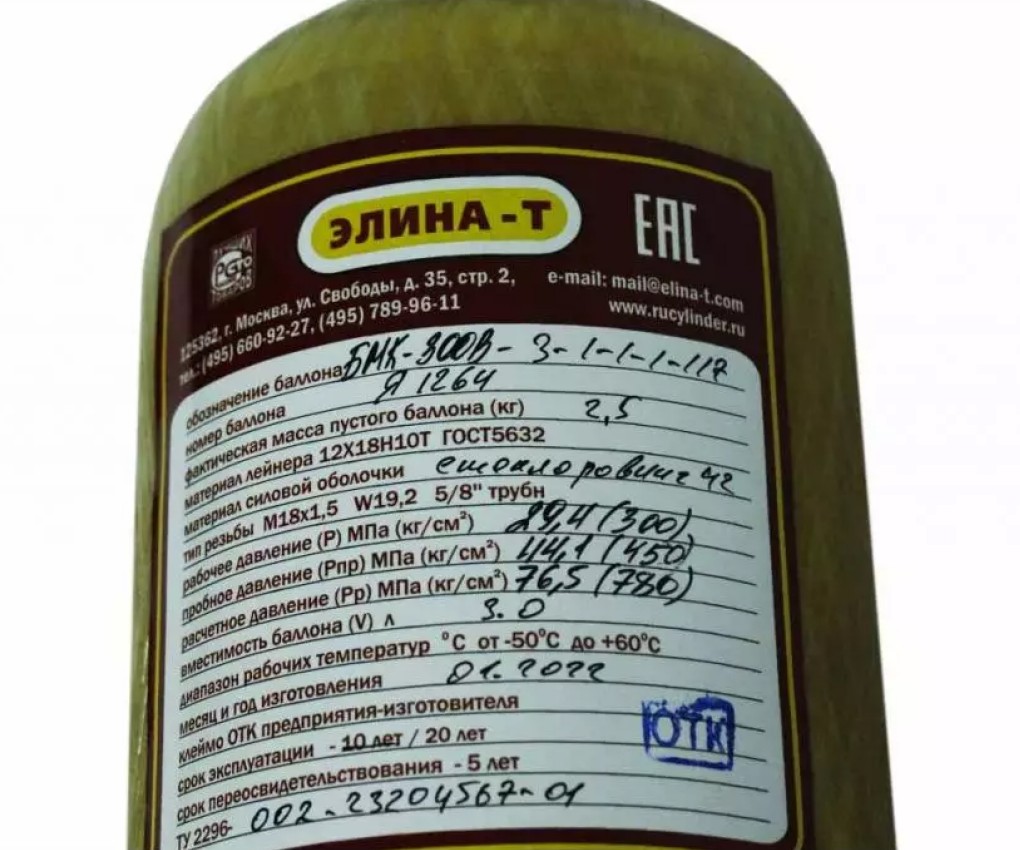 ЭЛИНА-Т
ЕАС
РСТо
125362, г. Москва, ул. Свободы, д. 35, стр. 2,
тел.: (495) 660-92-27, (495) 789-96-11
e-mail: mail@elina-t.com
www.rucylinder.ru
обозначение баллона БМК-300В-3-1-1-1-117
номер баллона Я1264
фактическая масса пустого баллона (кг) 2,5
материал лейнера 12Х18Н10Т ГОСТ5632
материал силовой оболочки стеклоровинг ЧZ
тип резьбы М18х1,5 W19,2 5/8" трубн
рабочее давление (Р) МПа (кг/см²) 29,4 (300)
пробное давление (Рпр) МПа (кг/см²) 44,1 (450)
расчетное давление (Рр) МПа (кг/см²) 76,5 (780)
вместимость баллона (V) л 3.0
диапазон рабочих температур °С от -50°С до +60°С
месяц и год изготовления 01.2022
клеймо ОТК предприятия-изготовителя
ОТК
срок эксплуатации - 10 лет / 20 лет
срок переосвидетельствования - 5 лет
ТУ 2296- 002-23204567-01